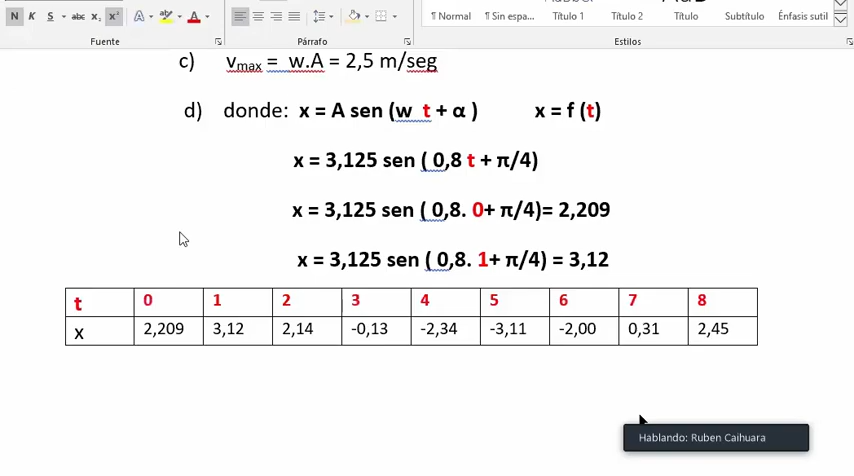 N K S abc x₂ x² A aby A
Fuente Párrafo Estilos
¶ Normal ¶ Sin espa... Título 1 Título 2 Título Subtítulo Énfasis sutil
c) vmax = w.A = 2,5 m/seg
d) donde: x = A sen (w t + α ) x = f (t)
x = 3,125 sen ( 0,8 t + π/4)
x = 3,125 sen ( 0,8. 0+ π/4)= 2,209
x = 3,125 sen ( 0,8. 1+ π/4) = 3,12
t 0 1 2 3 4 5 6 7 8
x 2,209 3,12 2,14 -0,13 -2,34 -3,11 -2,00 0,31 2,45
Hablando: Ruben Caihuara